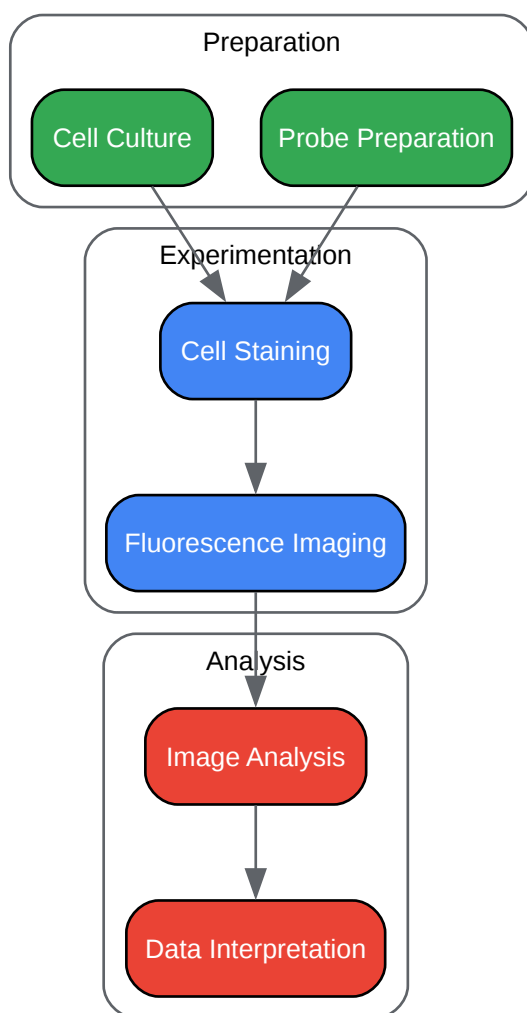 Preparation
Cell Culture
Probe Preparation
Experimentation
Cell Staining
Fluorescence Imaging
Analysis
Image Analysis
Data Interpretation